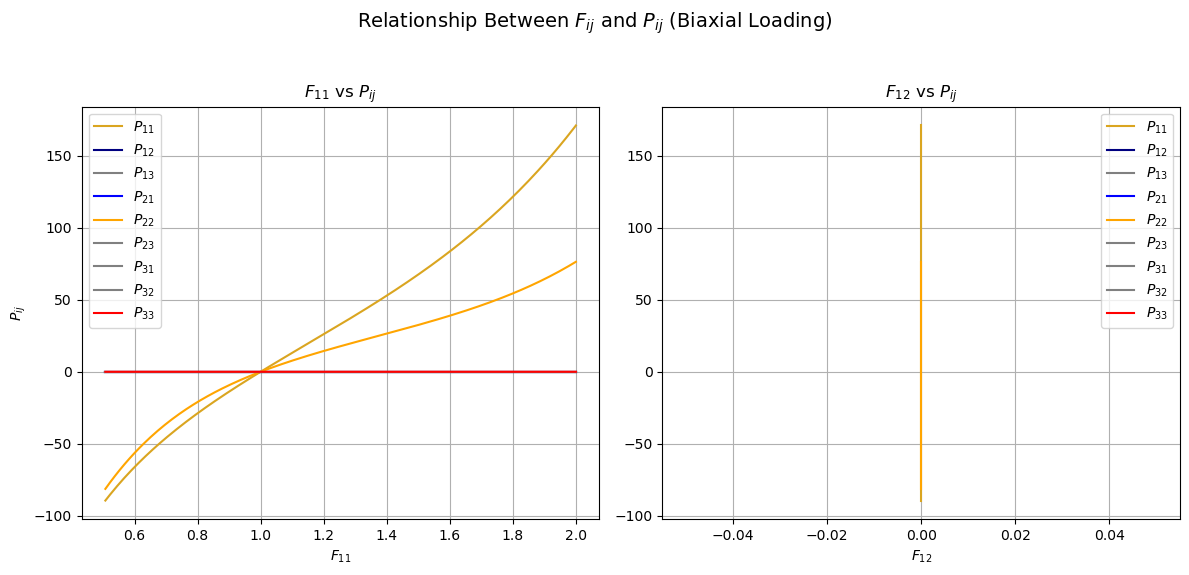 Relationship Between F_ij and P_ij (Biaxial Loading)
F_11 vs P_ij
P_11
P_12
P_13
P_21
P_22
P_23
P_31
P_32
P_33
P_ij
150
100
50
0
−50
−100
0.6 0.8 1.0 1.2 1.4 1.6 1.8 2.0
F_11
F_12 vs P_ij
P_11
P_12
P_13
P_21
P_22
P_23
P_31
P_32
P_33
150
100
50
0
−50
−100
−0.04 −0.02 0.00 0.02 0.04
F_12